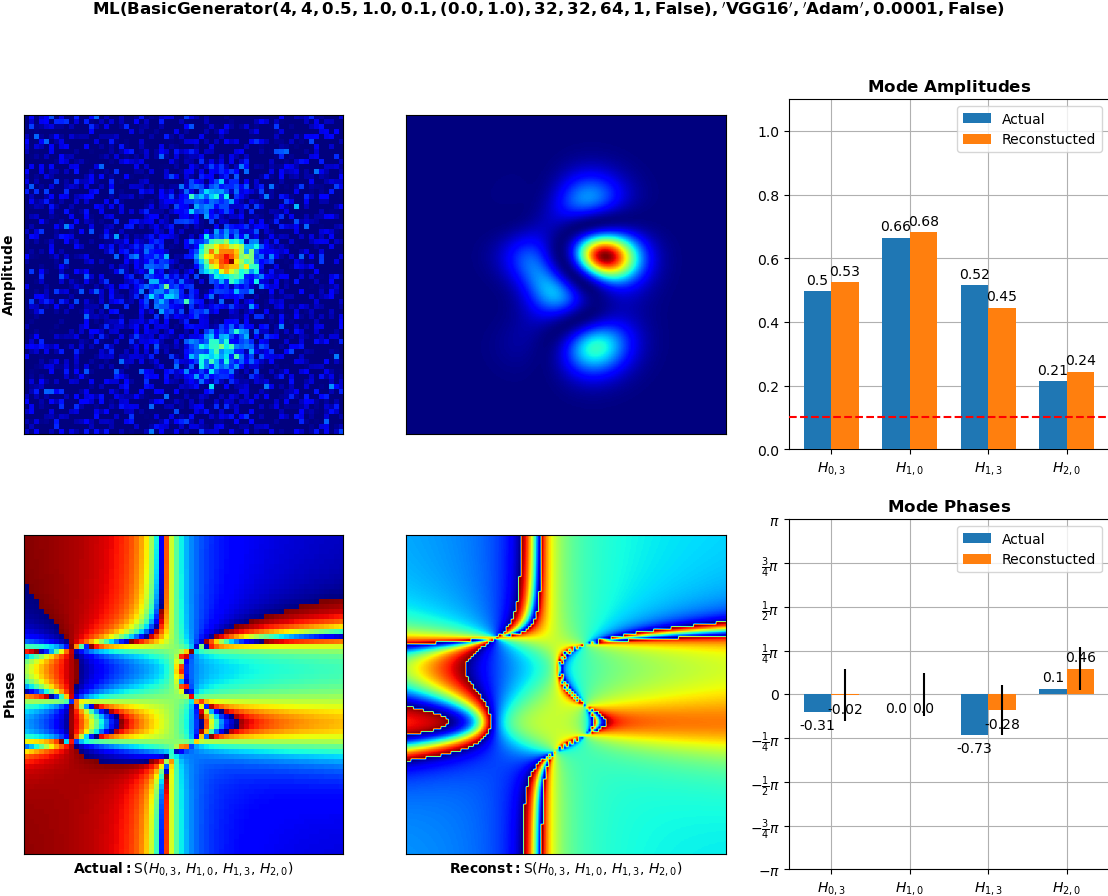 ML(BasicGenerator(4, 4, 0.5, 1.0, 0.1, (0.0, 1.0), 32, 32, 64, 1, False), ′VGG16′, ′Adam′, 0.0001, False)
Amplitude
Mode Amplitudes
Actual
Reconstucted
1.0
0.8
0.6
0.4
0.2
0.0
0.5
0.53
0.66
0.68
0.52
0.45
0.21
0.24
H0,3
H1,0
H1,3
H2,0
Phase
Actual: S(H0,3, H1,0, H1,3, H2,0)
Reconst: S(H0,3, H1,0, H1,3, H2,0)
Mode Phases
Actual
Reconstucted
π
3/4π
1/2π
1/4π
0
−1/4π
−1/2π
−3/4π
−π
-0.31
-0.02
0.0
0.0
-0.73
-0.28
0.1
0.46
H0,3
H1,0
H1,3
H2,0